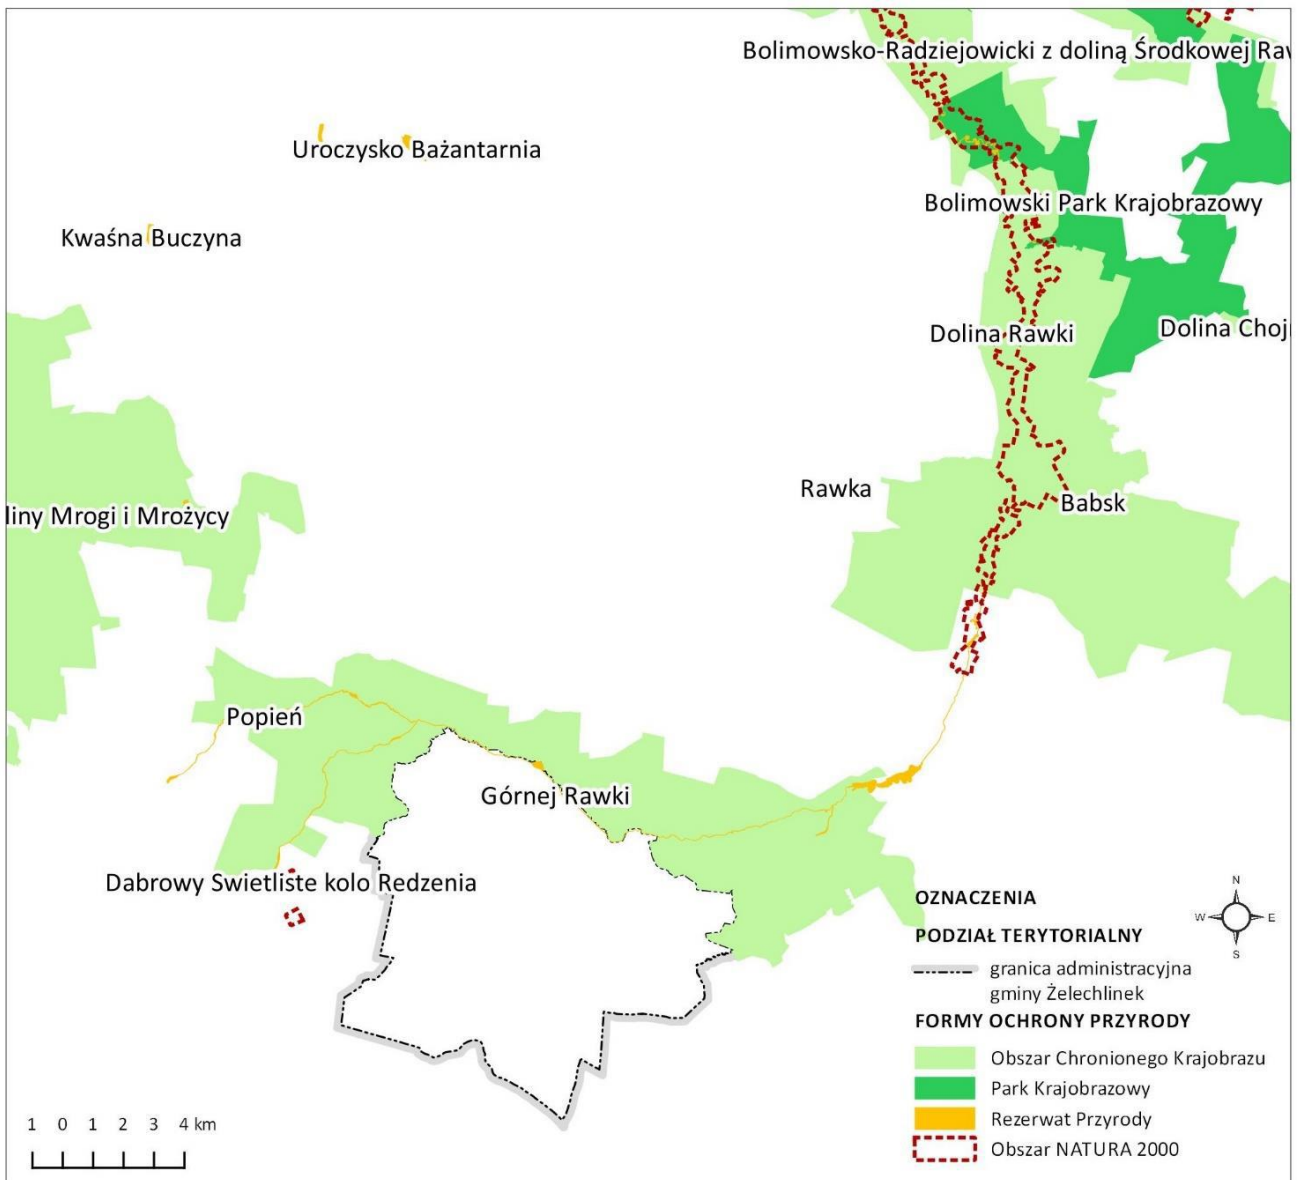 Bolimowsko-Radziejowicki z doliną Środkowej Raw
Uroczysko Bażantarnia
Bolimowski Park Krajobrazowy
Kwaśna Buczyna
Dolina Rawki
Dolina Choj
Rawka
Babsk
liny Mrogi i Mrożycy
Popień
Górnej Rawki
Dabrowy Swietliste kolo Redzenia
N
W
E
S
OZNACZENIA
PODZIAŁ TERYTORIALNY
granica administracyjna
gminy Żelechlinek
FORMY OCHRONY PRZYRODY
Obszar Chronionego Krajobrazu
Park Krajobrazowy
Rezerwat Przyrody
Obszar NATURA 2000
1 0 1 2 3 4 km